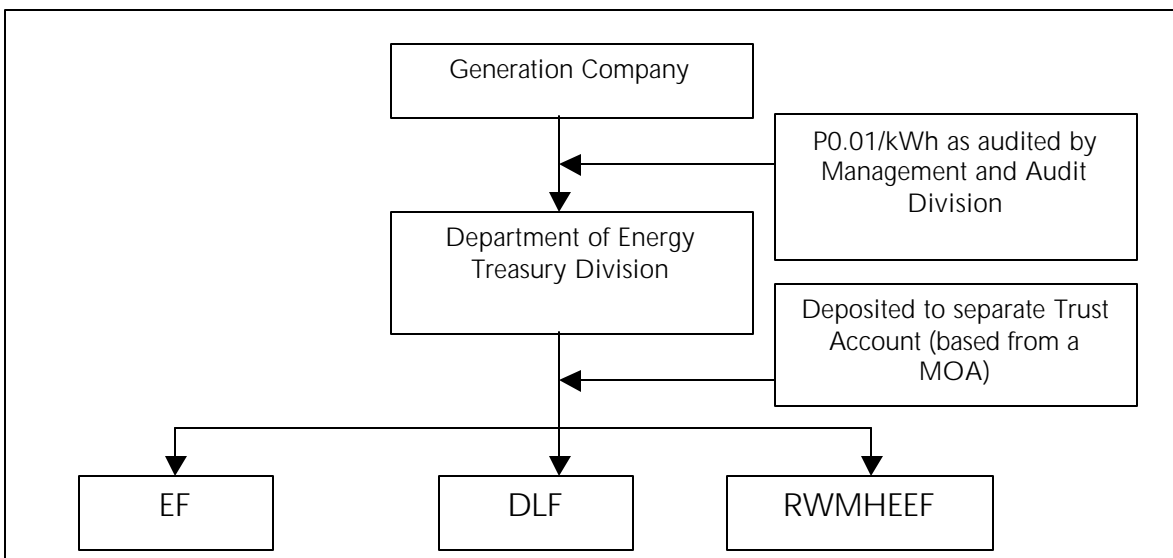 Generation Company
P0.01/kWh as audited by
Management and Audit
Division
Department of Energy
Treasury Division
Deposited to separate Trust
Account (based from a
MOA)
EF
DLF
RWMHEEF